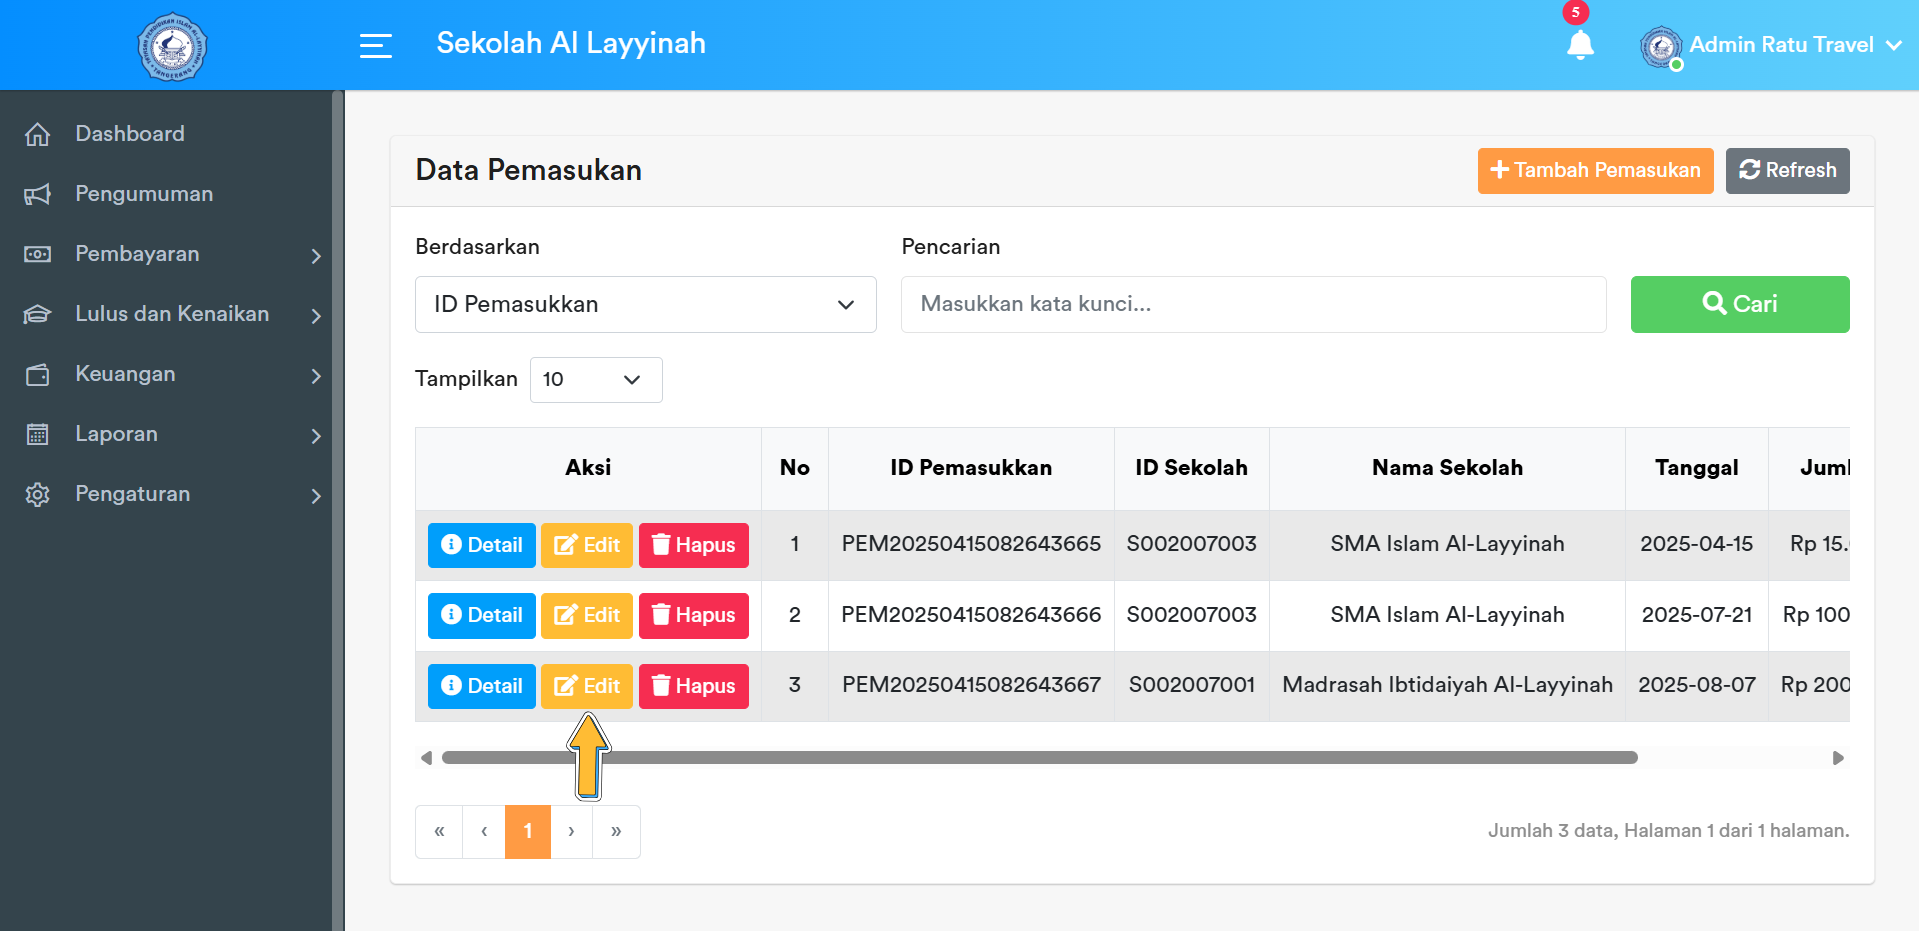 Sekolah Al Layyinah
5
Admin Ratu Travel
Dashboard
Pengumuman
Pembayaran
Lulus dan Kenaikan
Keuangan
Laporan
Pengaturan
Data Pemasukan
Tambah Pemasukan
Refresh
Berdasarkan
Pencarian
ID Pemasukkan
Masukkan kata kunci...
Cari
Tampilkan 10
Aksi No ID Pemasukkan ID Sekolah Nama Sekolah Tanggal
Detail Edit Hapus 1 PEM20250415082643665 S002007003 SMA Islam Al-Layyinah 2025-04-15 Rp 15.
Detail Edit Hapus 2 PEM20250415082643666 S002007003 SMA Islam Al-Layyinah 2025-07-21 Rp 100
Detail Edit Hapus 3 PEM20250415082643667 S002007001 Madrasah Ibtidaiyah Al-Layyinah 2025-08-07 Rp 200
« ‹ 1 › »
Jumlah 3 data, Halaman 1 dari 1 halaman.